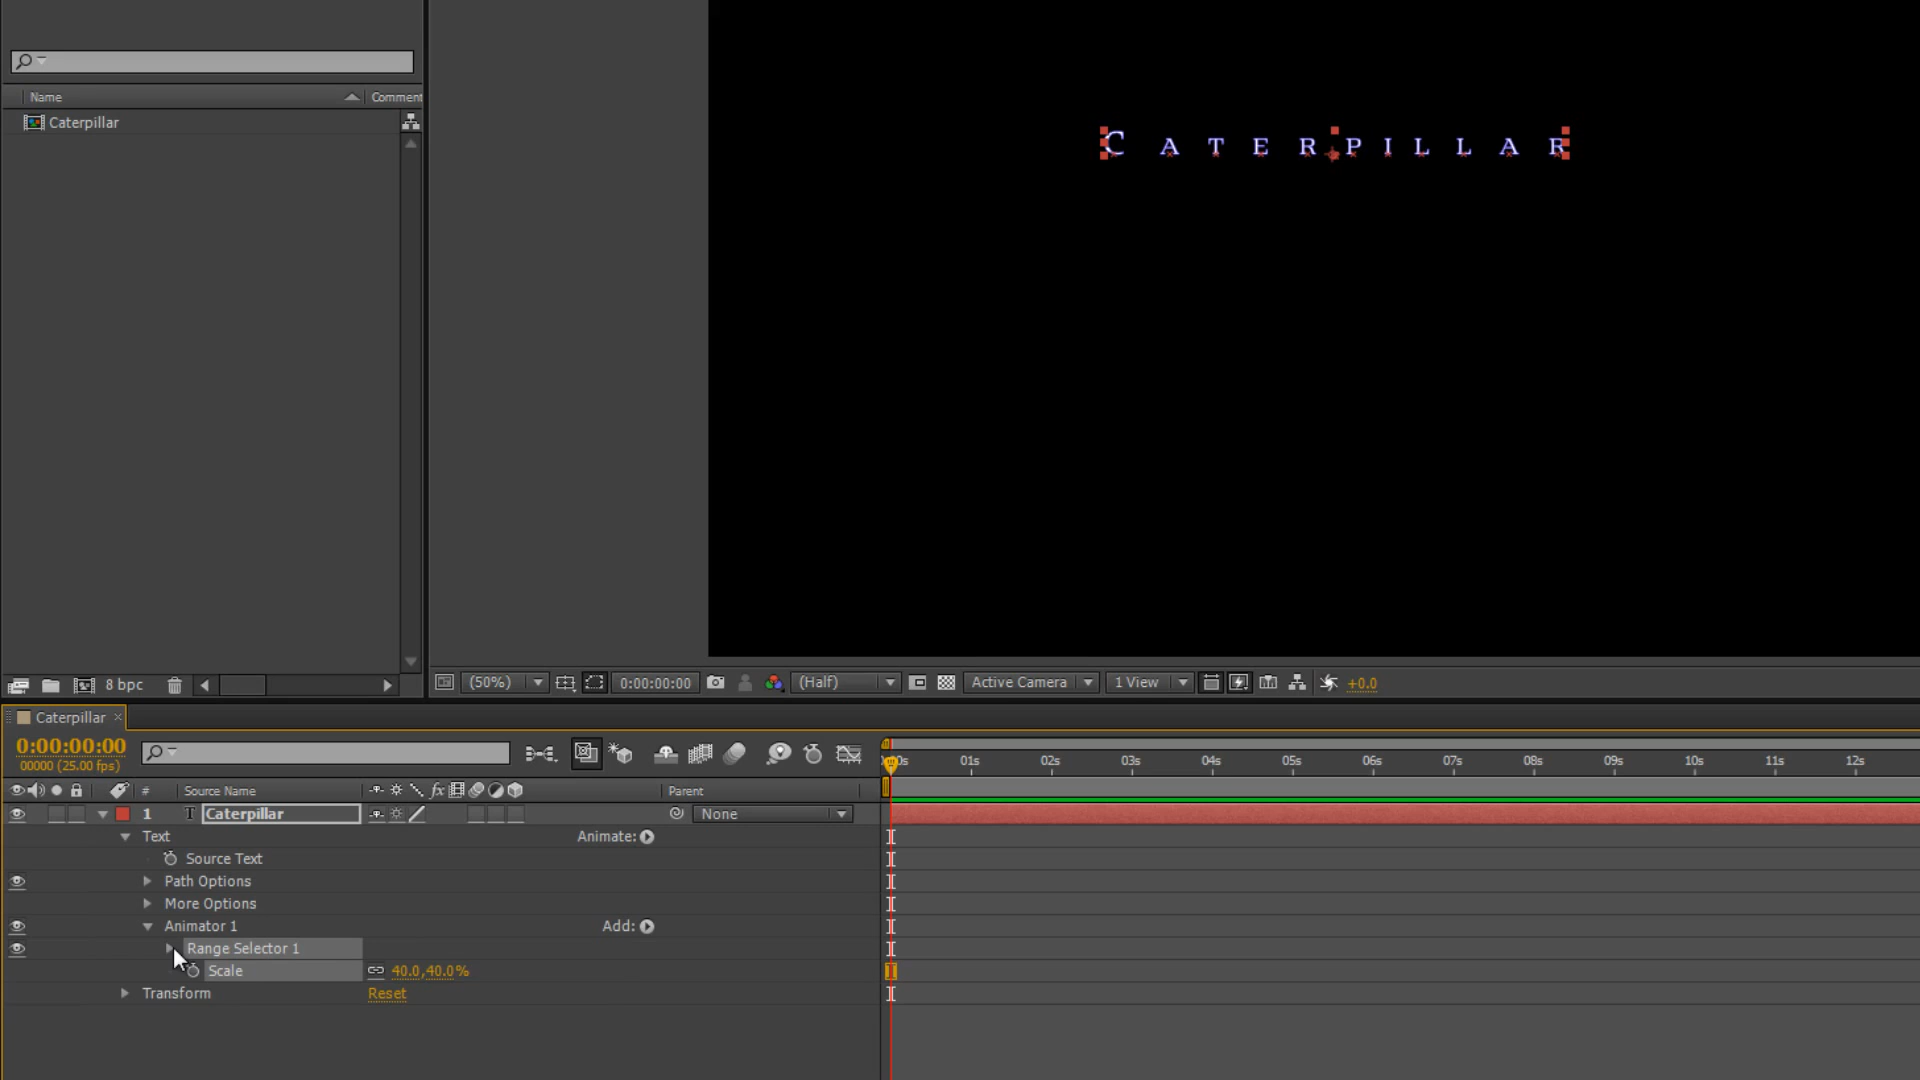 Name Comment
Caterpillar
C A T E R P I L L A R
8 bpc
(50%) 0:00:00:00 (Half) Active Camera 1 View +0.0
Caterpillar ×
0:00:00:00
00000 (25.00 fps)
0s 01s 02s 03s 04s 05s 06s 07s 08s 09s 10s 11s 12s
# Source Name fx Parent
1 T Caterpillar None
Text Animate:
Source Text
Path Options
More Options
Animator 1 Add:
Range Selector 1
Scale 40.0,40.0%
Transform Reset